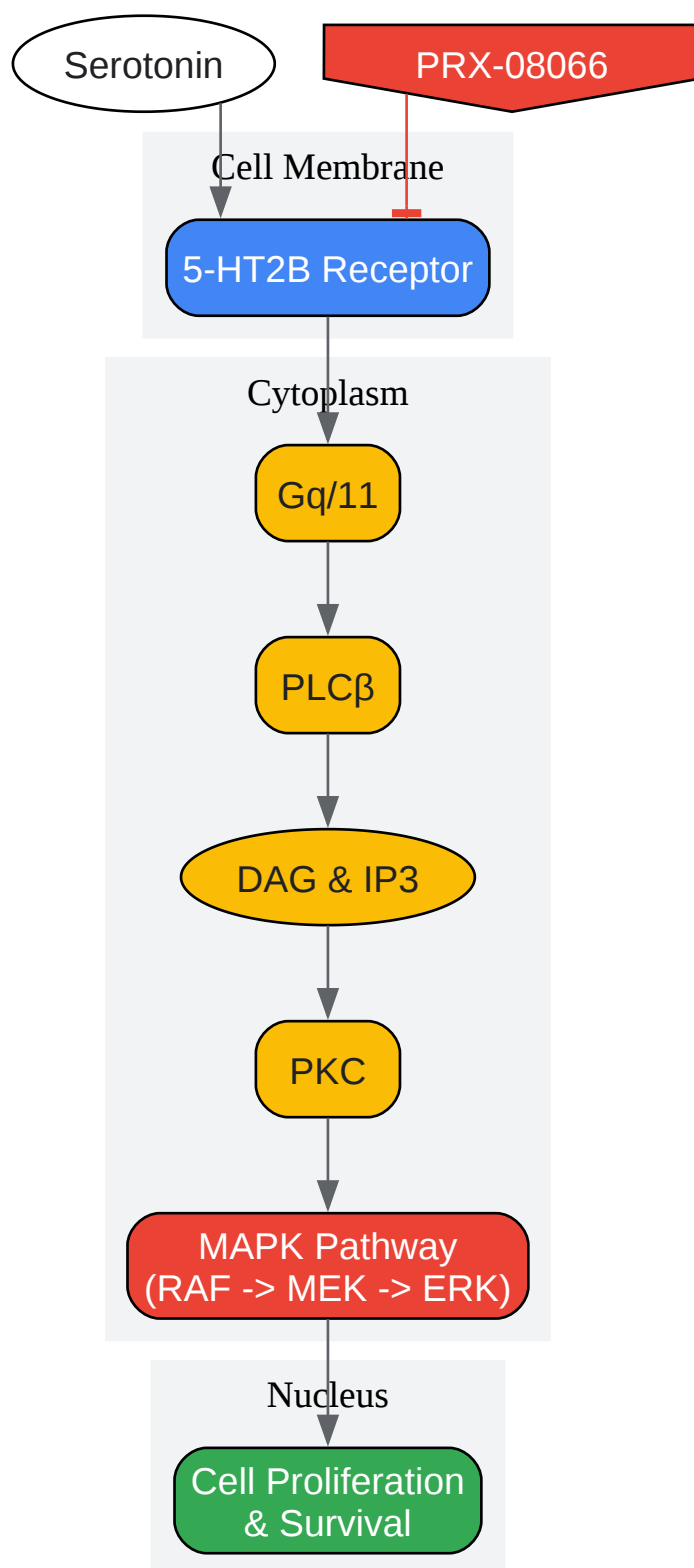 Serotonin
PRX-08066
Cell Membrane
5-HT2B Receptor
Cytoplasm
Gq/11
PLCβ
DAG & IP3
PKC
MAPK Pathway
(RAF -> MEK -> ERK)
Nucleus
Cell Proliferation
& Survival